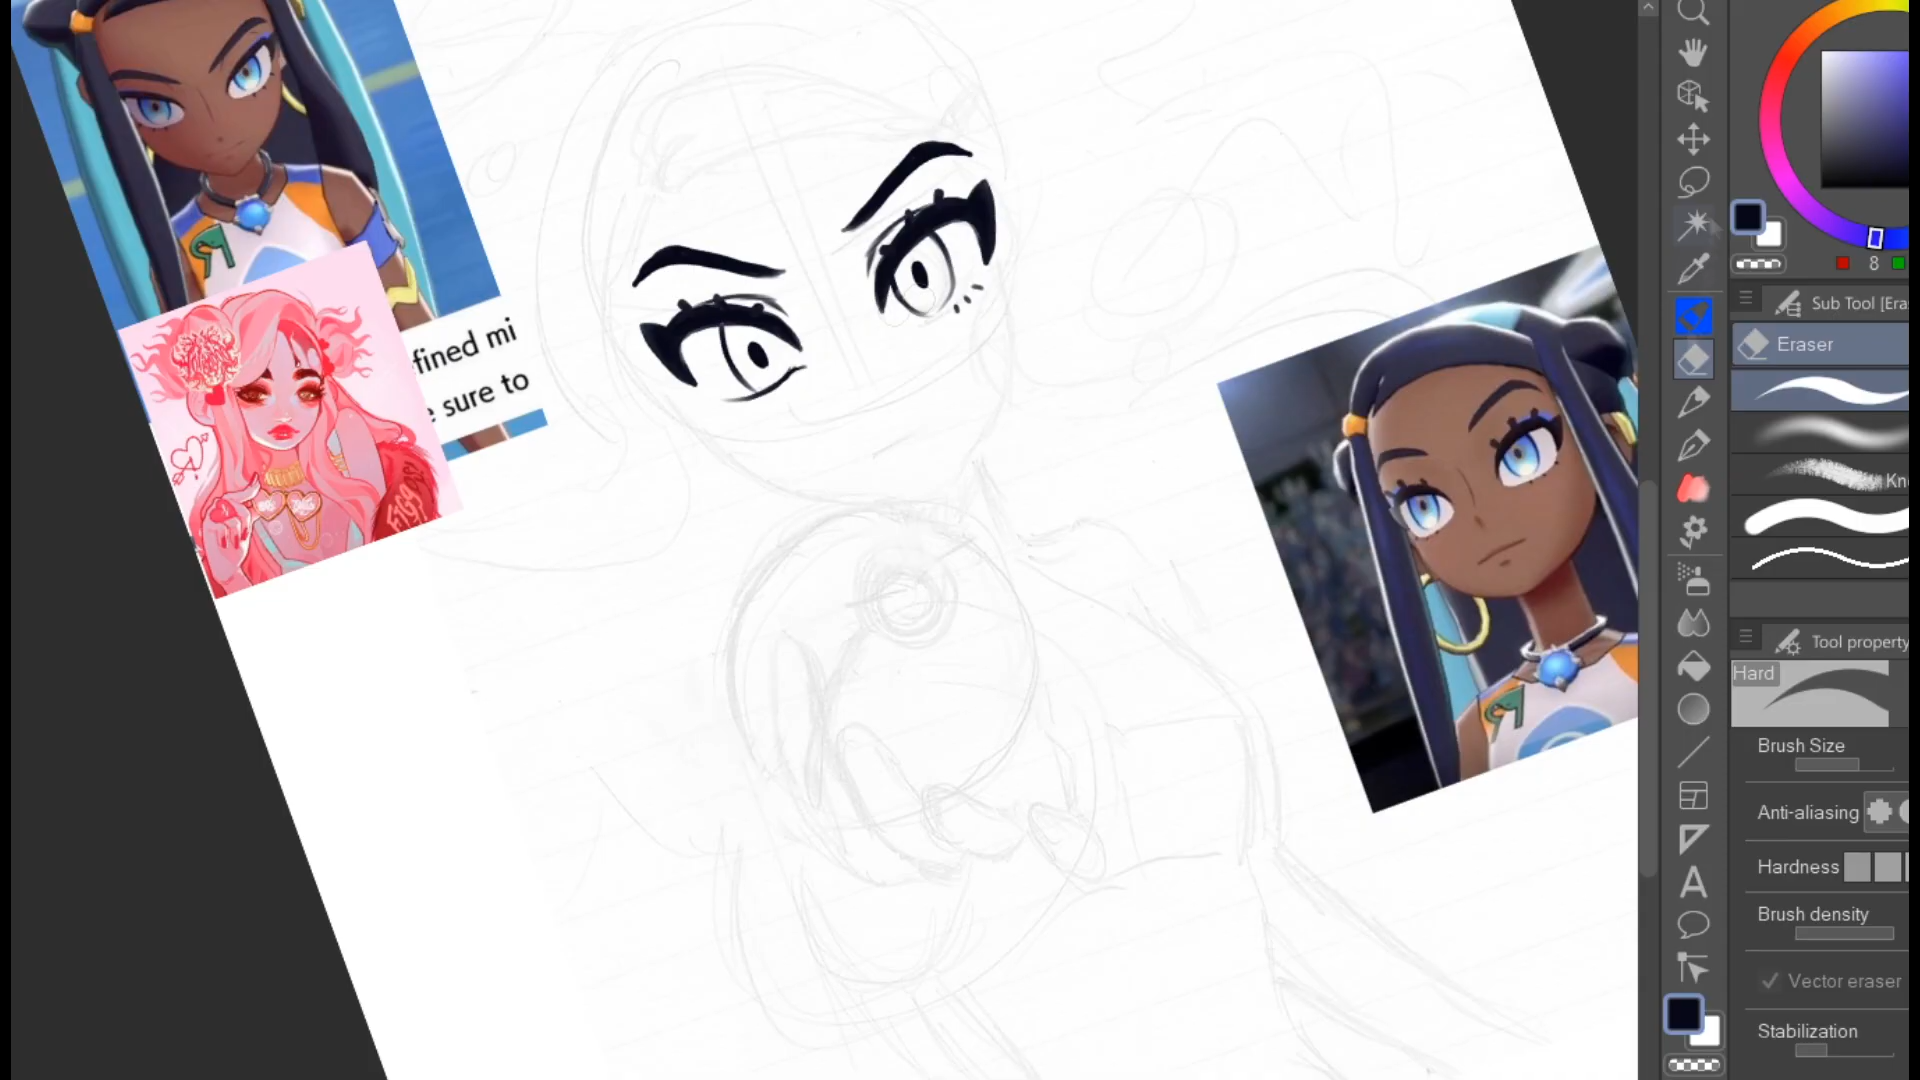 fined mi
e sure to
8
Sub Tool [Era
Eraser
Kn
Tool property
Hard
Brush Size
Anti-aliasing
Hardness
Brush density
Vector eraser
Stabilization